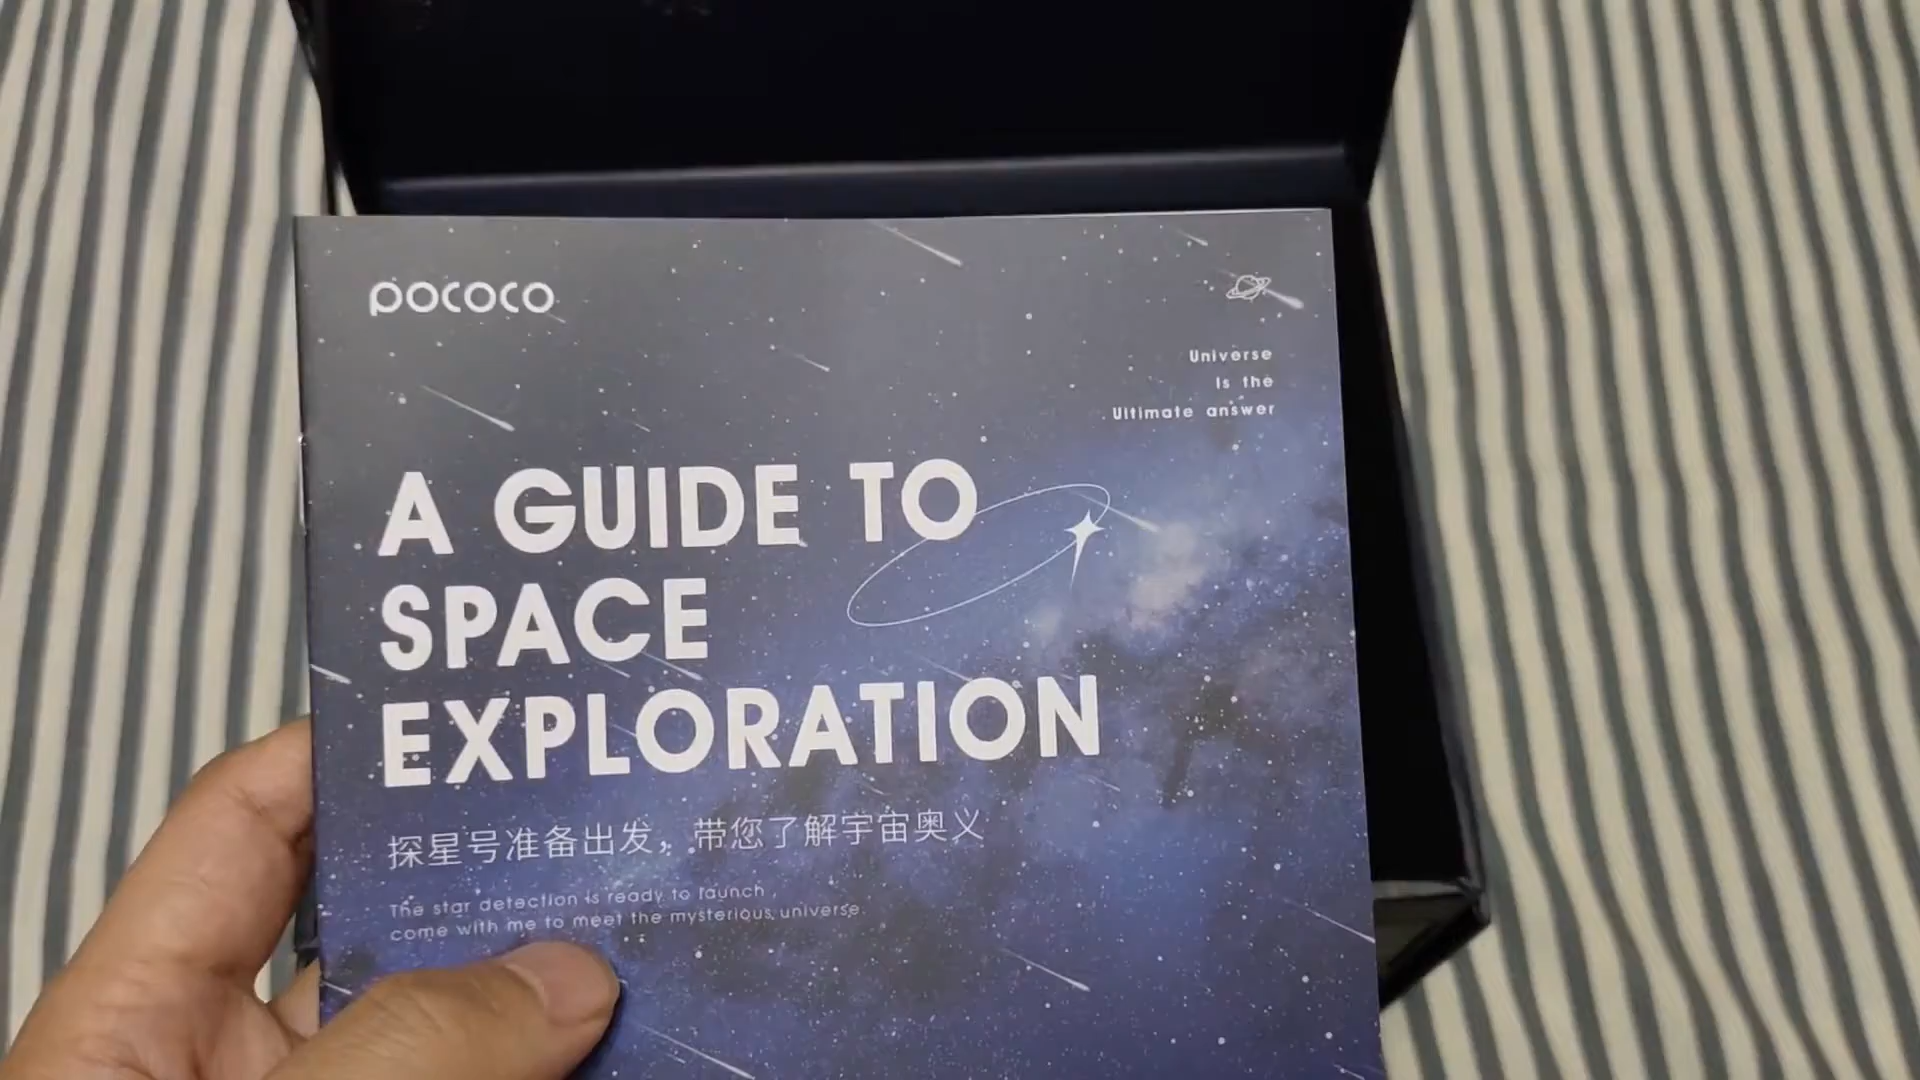 pococo
Universe
is the
Ultimate answer
A GUIDE TO
SPACE
EXPLORATION
探星号准备出发，带您了解宇宙奥义
The star detection is ready to launch,
come with me to meet the mysterious universe.